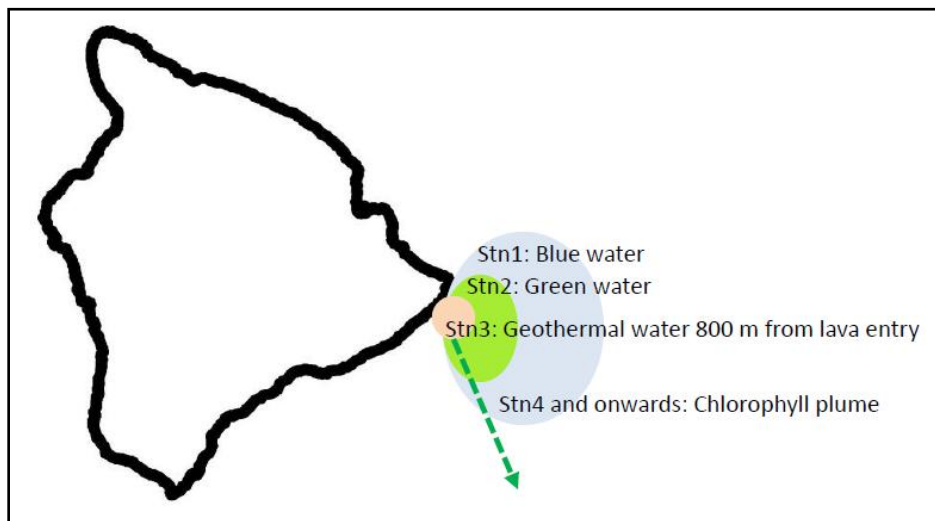 Stn1: Blue water
Stn2: Green water
Stn3: Geothermal water 800 m from lava entry
Stn4 and onwards: Chlorophyll plume